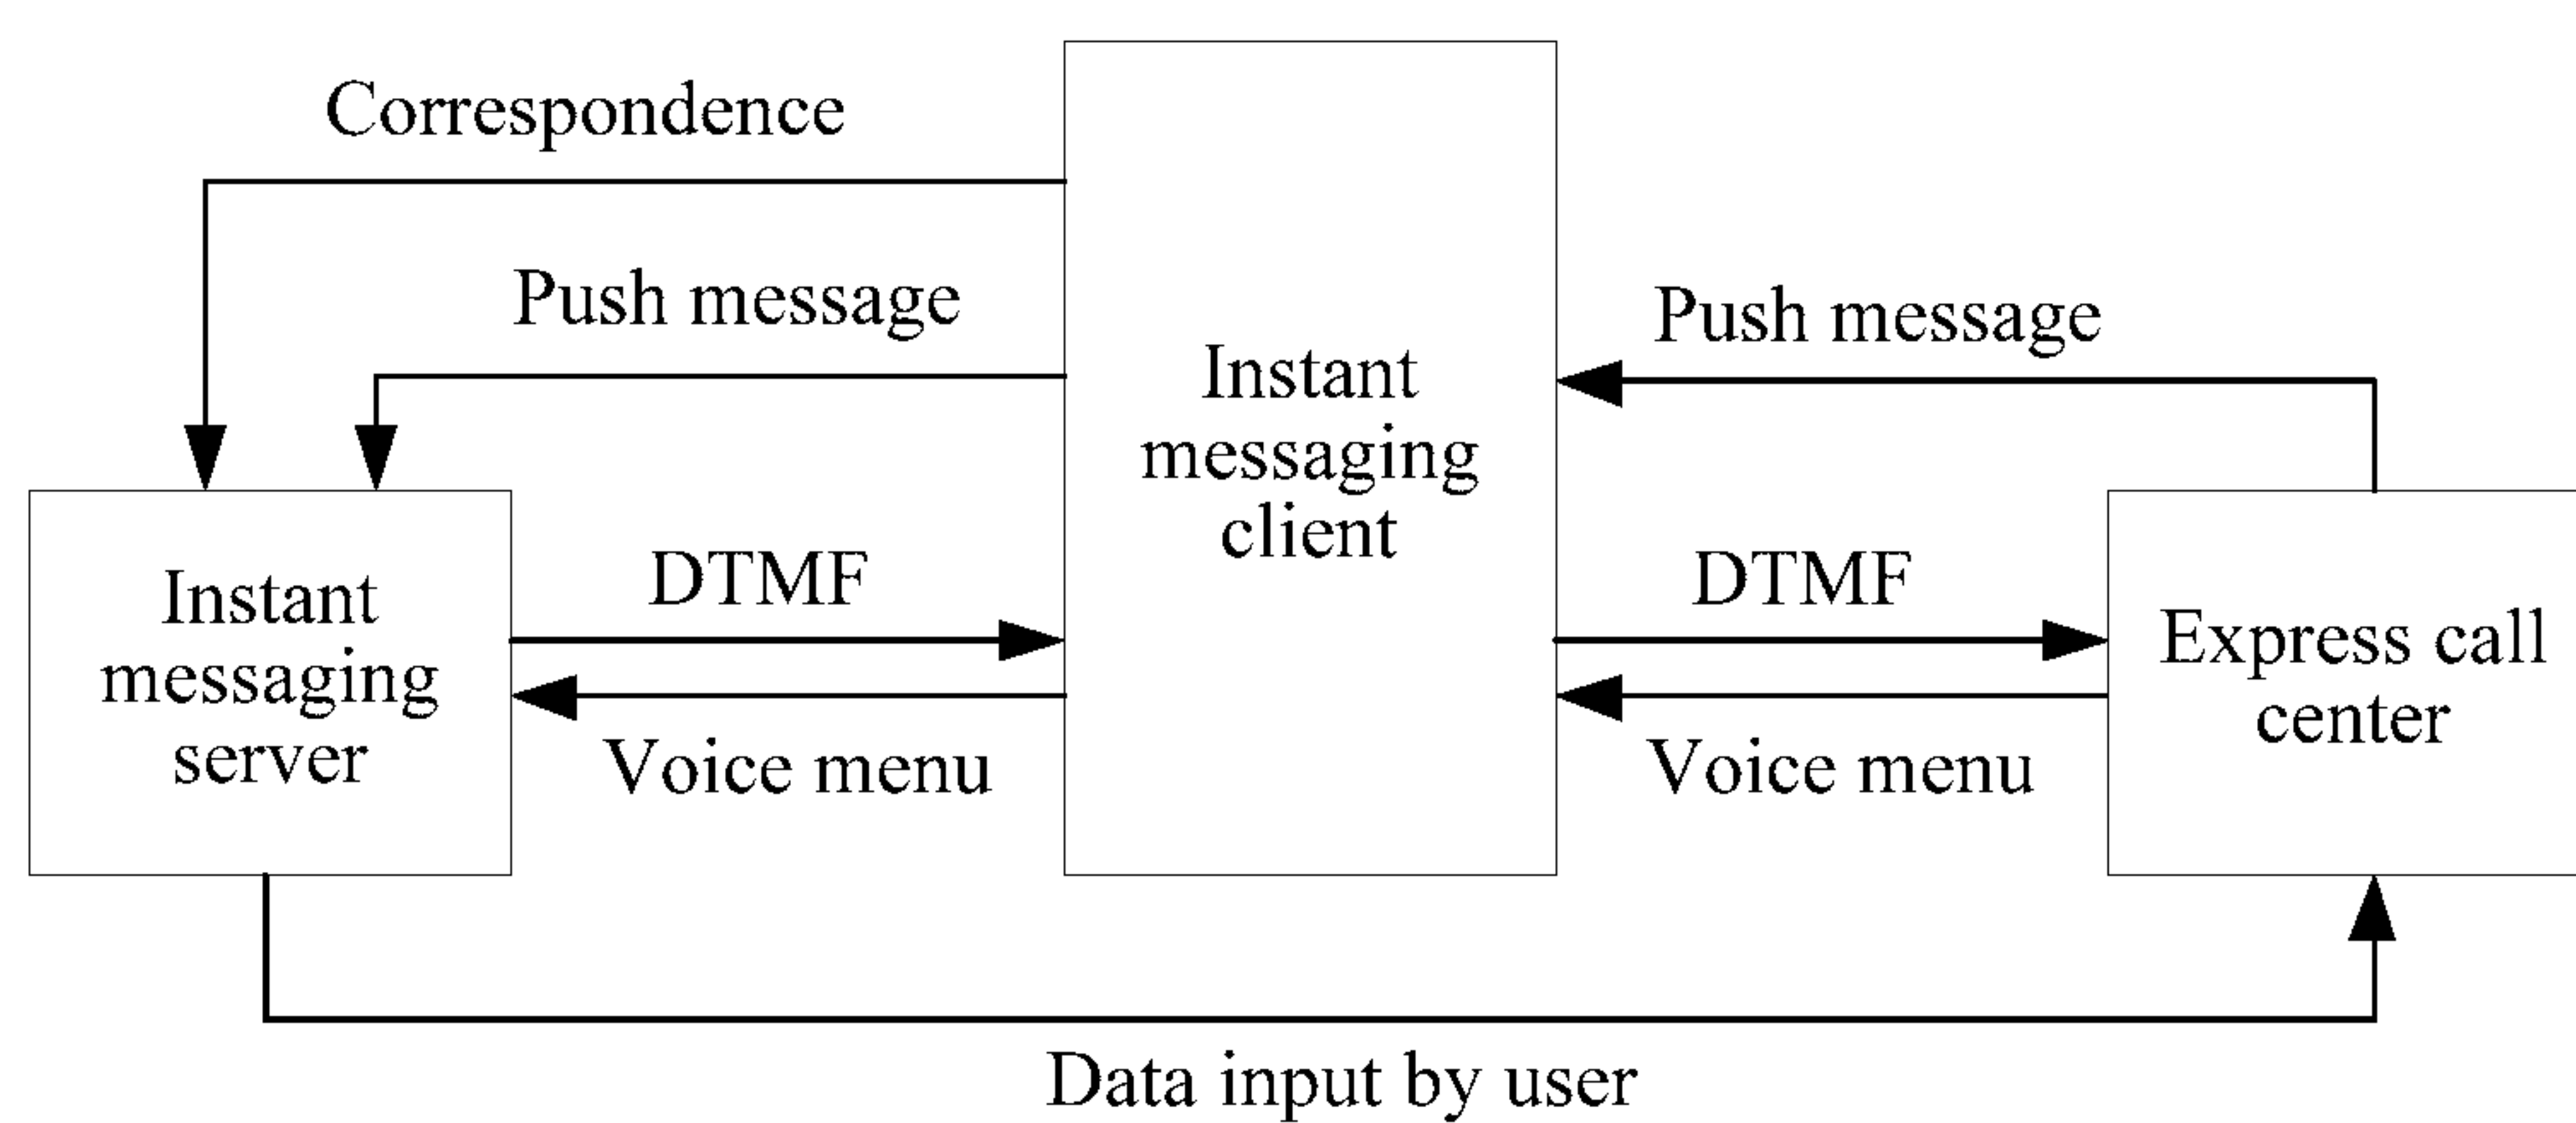 Correspondence
Push message
Push message
Instant
messaging
client
DTMF
DTMF
Instant
messaging
server
Express call
center
Voice menu
Voice menu
Data input by user